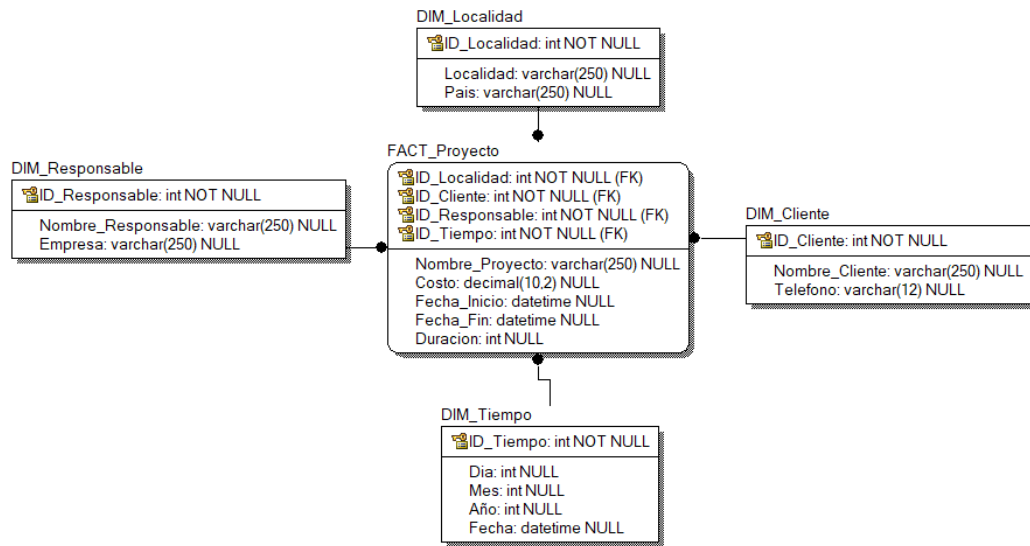 DIM_Localidad
ID_Localidad: int NOT NULL
Localidad: varchar(250) NULL
Pais: varchar(250) NULL
FACT_Proyecto
ID_Localidad: int NOT NULL (FK)
ID_Cliente: int NOT NULL (FK)
ID_Responsable: int NOT NULL (FK)
ID_Tiempo: int NOT NULL (FK)
Nombre_Proyecto: varchar(250) NULL
Costo: decimal(10,2) NULL
Fecha_Inicio: datetime NULL
Fecha_Fin: datetime NULL
Duracion: int NULL
DIM_Responsable
ID_Responsable: int NOT NULL
Nombre_Responsable: varchar(250) NULL
Empresa: varchar(250) NULL
DIM_Cliente
ID_Cliente: int NOT NULL
Nombre_Cliente: varchar(250) NULL
Telefono: varchar(12) NULL
DIM_Tiempo
ID_Tiempo: int NOT NULL
Dia: int NULL
Mes: int NULL
Año: int NULL
Fecha: datetime NULL